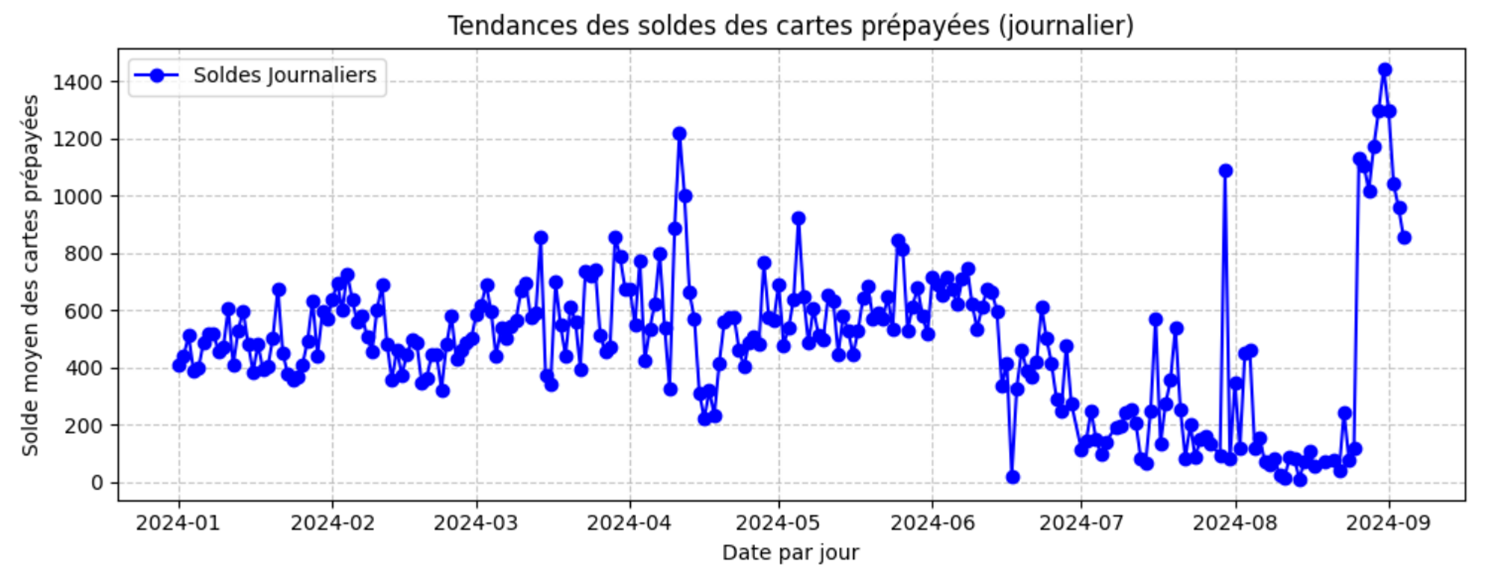 Tendances des soldes des cartes prépayées (journalier)
Soldes Journaliers
Solde moyen des cartes prépayées
1400
1200
1000
800
600
400
200
0
2024-01 2024-02 2024-03 2024-04 2024-05 2024-06 2024-07 2024-08 2024-09
Date par jour